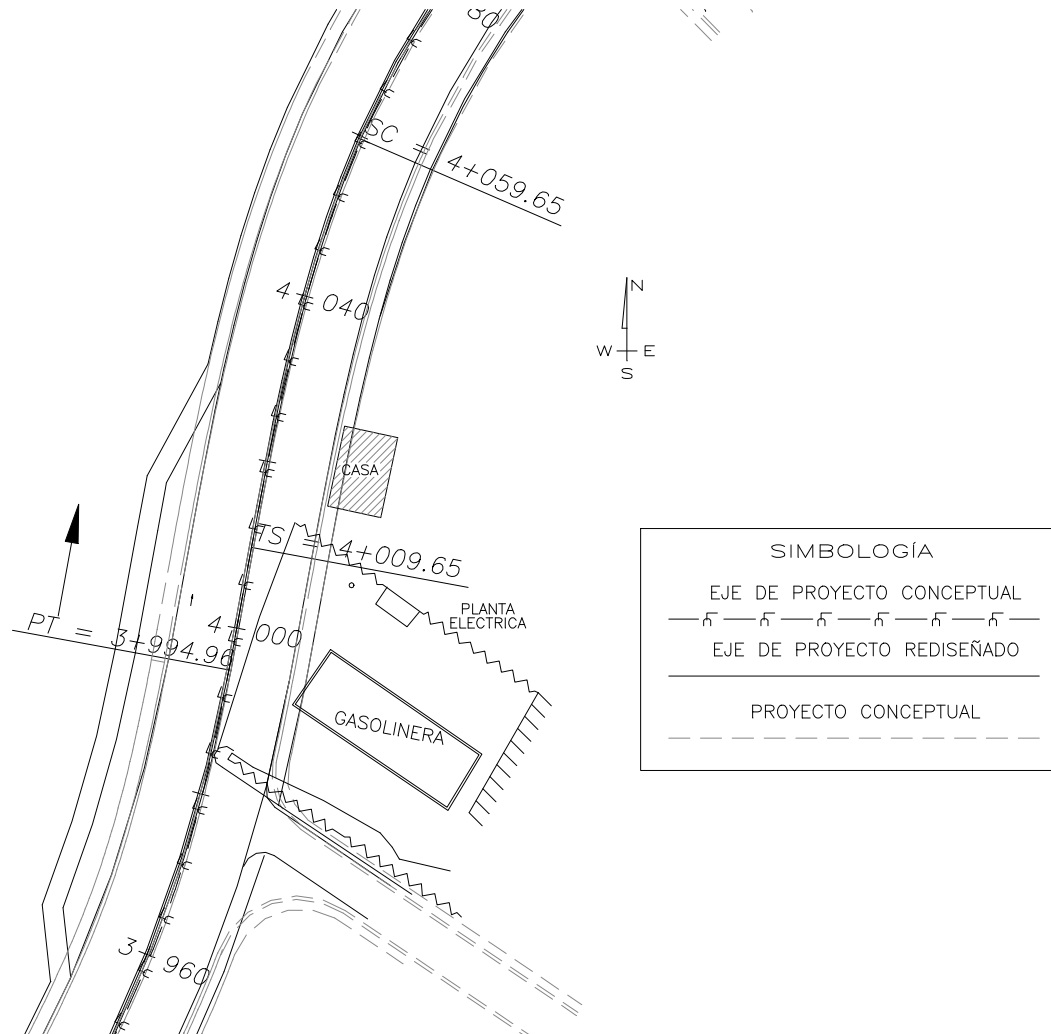 80
SC = 4+059.65
4+040
N
W E
S
CASA
TS = 4+009.65
PLANTA
ELECTRICA
PT = 3+994.96
4+000
GASOLINERA
3+960
SIMBOLOGÍA
EJE DE PROYECTO CONCEPTUAL
EJE DE PROYECTO REDISEÑADO
PROYECTO CONCEPTUAL